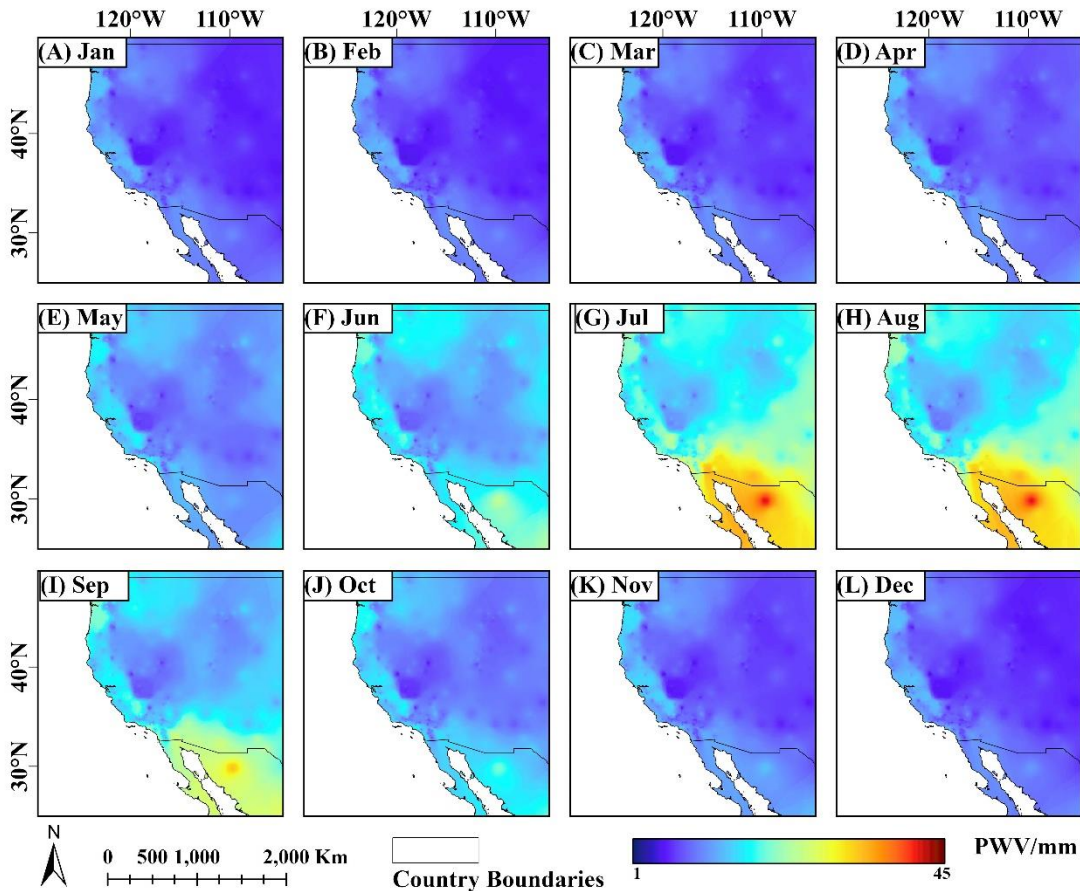 120°W 110°W 120°W 110°W 120°W 110°W 120°W 110°W
(A) Jan (B) Feb (C) Mar (D) Apr
40°N
30°N
(E) May (F) Jun (G) Jul (H) Aug
40°N
30°N
(I) Sep (J) Oct (K) Nov (L) Dec
40°N
30°N
N
0 500 1,000 2,000 Km
Country Boundaries
PWV/mm
1 45